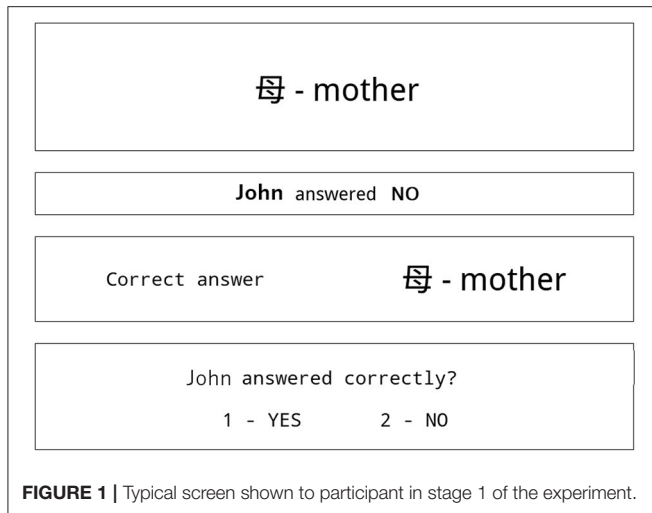 母 - mother
John answered NO
Correct answer 母 - mother
John answered correctly?
1 - YES 2 - NO
FIGURE 1 | Typical screen shown to participant in stage 1 of the experiment.